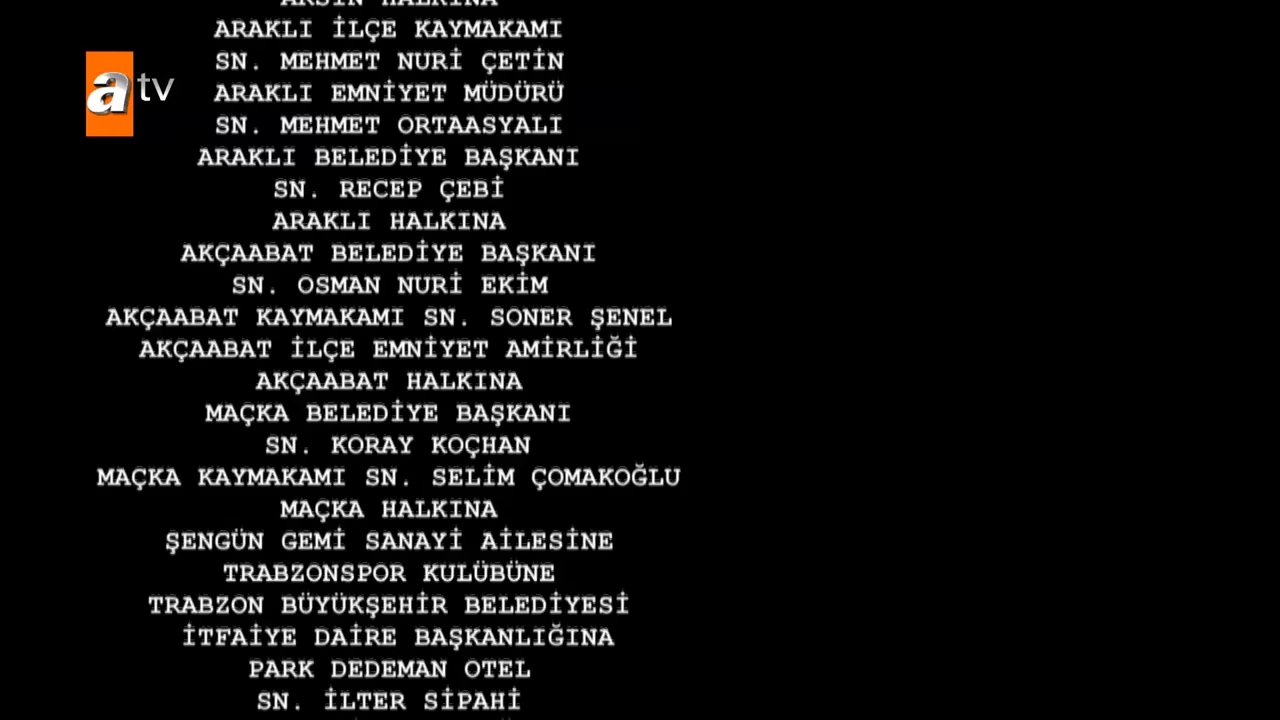 ARSİN HALKINA
ARAKLI İLÇE KAYMAKAMI
SN. MEHMET NURİ ÇETİN
atv
ARAKLI EMNİYET MÜDÜRÜ
SN. MEHMET ORTAASYALI
ARAKLI BELEDİYE BAŞKANI
SN. RECEP ÇEBİ
ARAKLI HALKINA
AKÇAABAT BELEDİYE BAŞKANI
SN. OSMAN NURİ EKİM
AKÇAABAT KAYMAKAMI SN. SONER ŞENEL
AKÇAABAT İLÇE EMNİYET AMİRLİĞİ
AKÇAABAT HALKINA
MAÇKA BELEDİYE BAŞKANI
SN. KORAY KOÇHAN
MAÇKA KAYMAKAMI SN. SELİM ÇOMAKOĞLU
MAÇKA HALKINA
ŞENGÜN GEMİ SANAYİ AİLESİNE
TRABZONSPOR KULÜBÜNE
TRABZON BÜYÜKŞEHİR BELEDİYESİ
İTFAİYE DAİRE BAŞKANLIĞINA
PARK DEDEMAN OTEL
SN. İLTER SİPAHİ